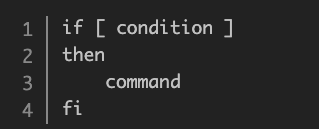 1 if [ condition ]
2 then
3     command
4 fi